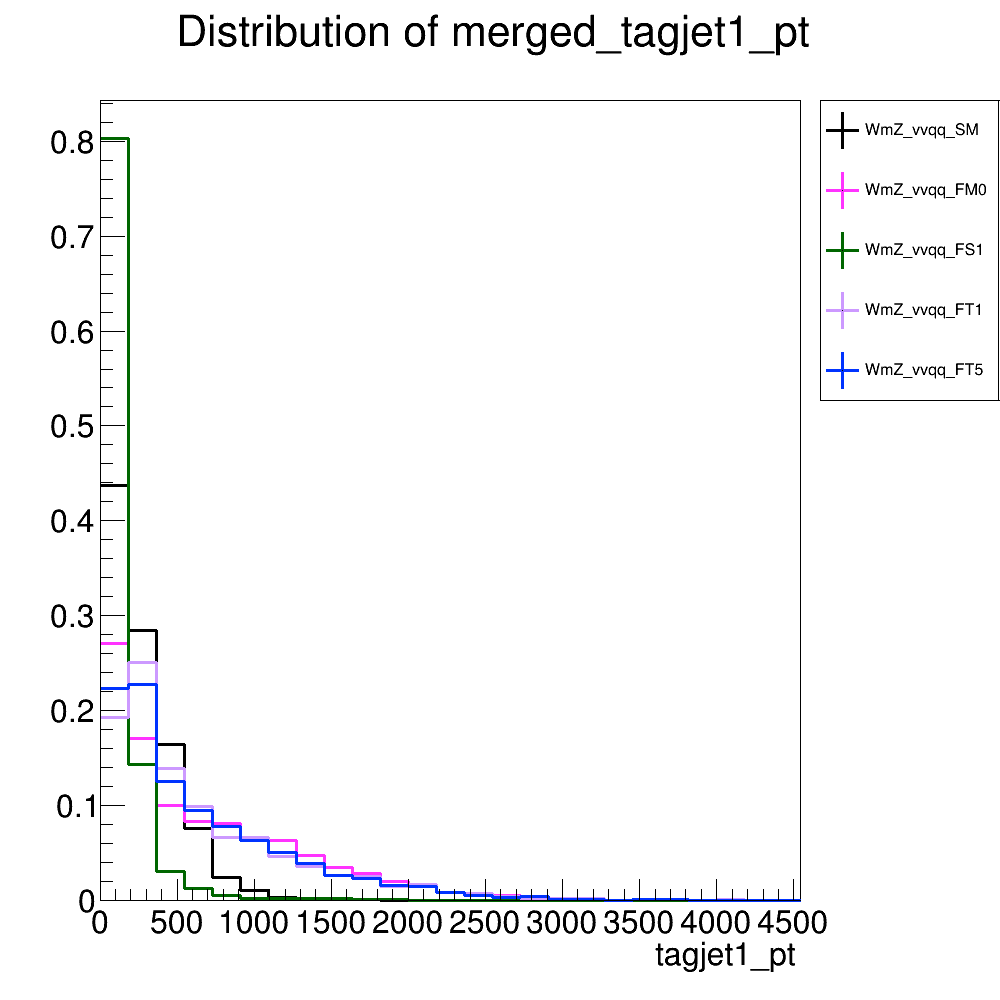 Distribution of merged_tagjet1_pt
0.8
0.7
0.6
0.5
0.4
0.3
0.2
0.1
0
0 500 1000 1500 2000 2500 3000 3500 4000 4500
tagjet1_pt
WmZ_vvqq_SM
WmZ_vvqq_FM0
WmZ_vvqq_FS1
WmZ_vvqq_FT1
WmZ_vvqq_FT5